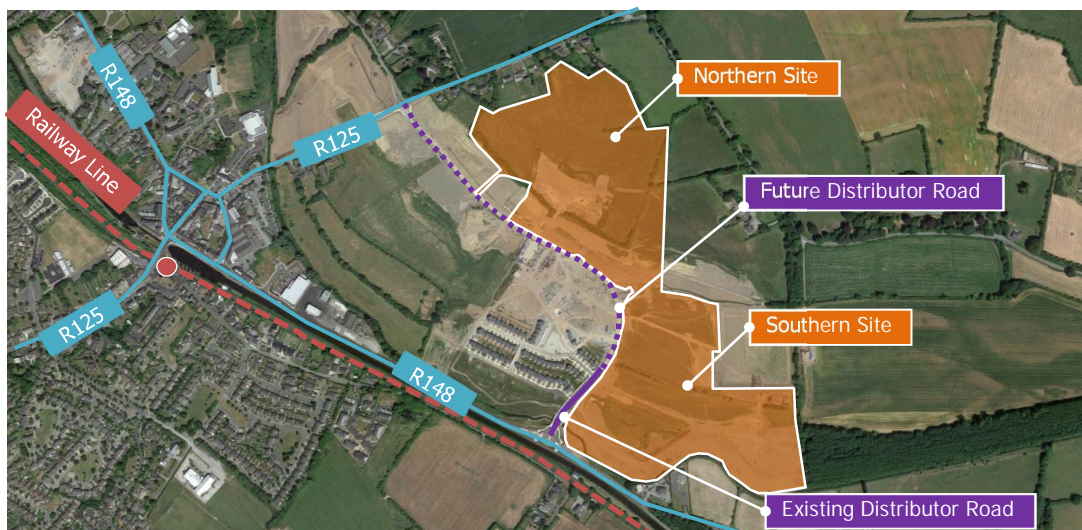 R148
Northern Site
Railway Line
R125
Future Distributor Road
R125
Southern Site
R148
Existing Distributor Road